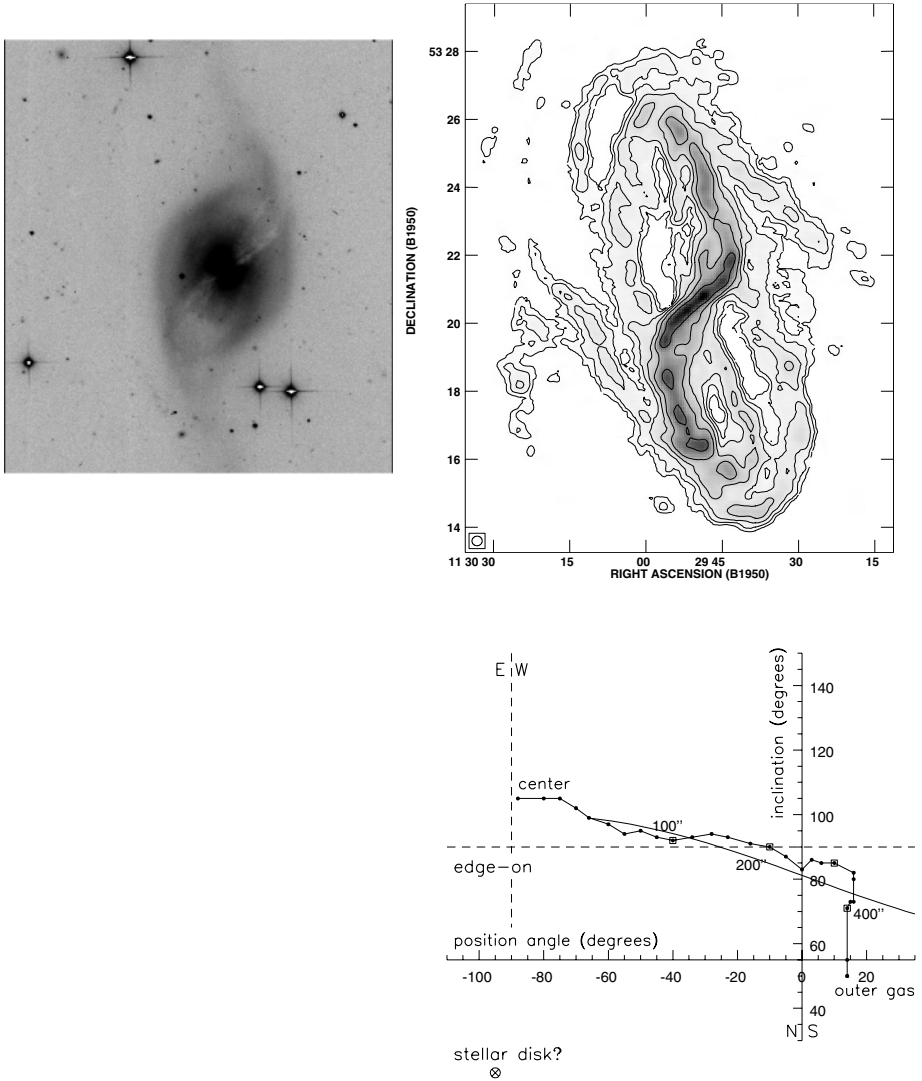 53 28
26
24
22
20
18
16
14
DECLINATION (B1950)
11 30 30 15 00 29 45 30 15
RIGHT ASCENSION (B1950)
E W
inclination (degrees)
140
120
center
100
100"
edge-on
200"
80
400"
position angle (degrees)
60
-100 -80 -60 -40 -20 0 20
outer gas
40
N S
stellar disk?